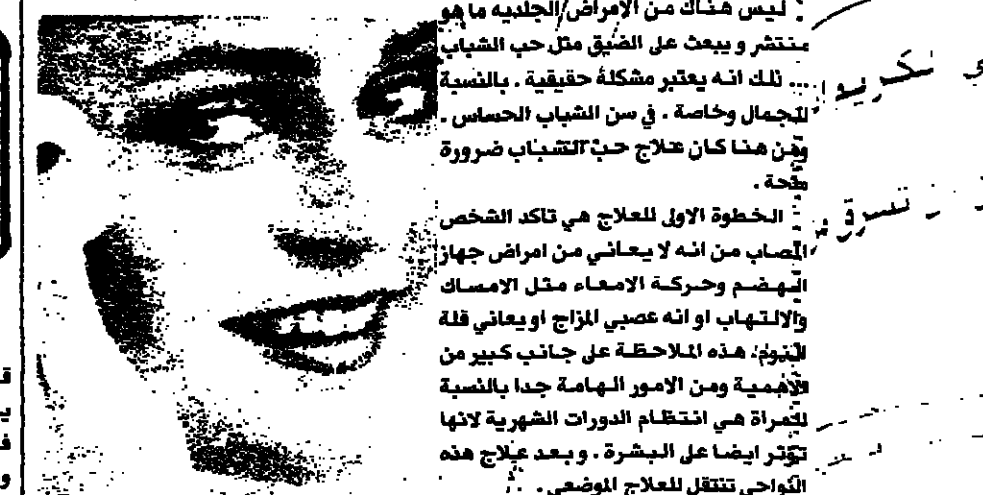 ليس هناك من الامراض الجلديه ما هو
منتشر و يبعث على الضيق مثل حب الشباب
... ذلك انه يعتبر مشكلة حقيقية . بالنسبة
للجمال وخاصة . في سن الشباب الحساس .
ومن هنا كان علاج حب الشباب ضرورة
ملحة .
الخطوة الاولى للعلاج هي تاكد الشخص
المصاب من انه لا يعاني من امراض جهاز
الهضم وحركة الامعاء مثل الامساك
والالتهاب او انه عصبي المزاج او يعاني قلة
النوم. هذه الملاحظة على جانب كبير من
الاهمية ومن الامور الهامة جدا بالنسبة
للمراة هي انتظام الدورات الشهرية لانها
تؤثر ايضا على البشرة . و بعد علاج هذه
النواحي تنتقل للعلاج الموضعي .